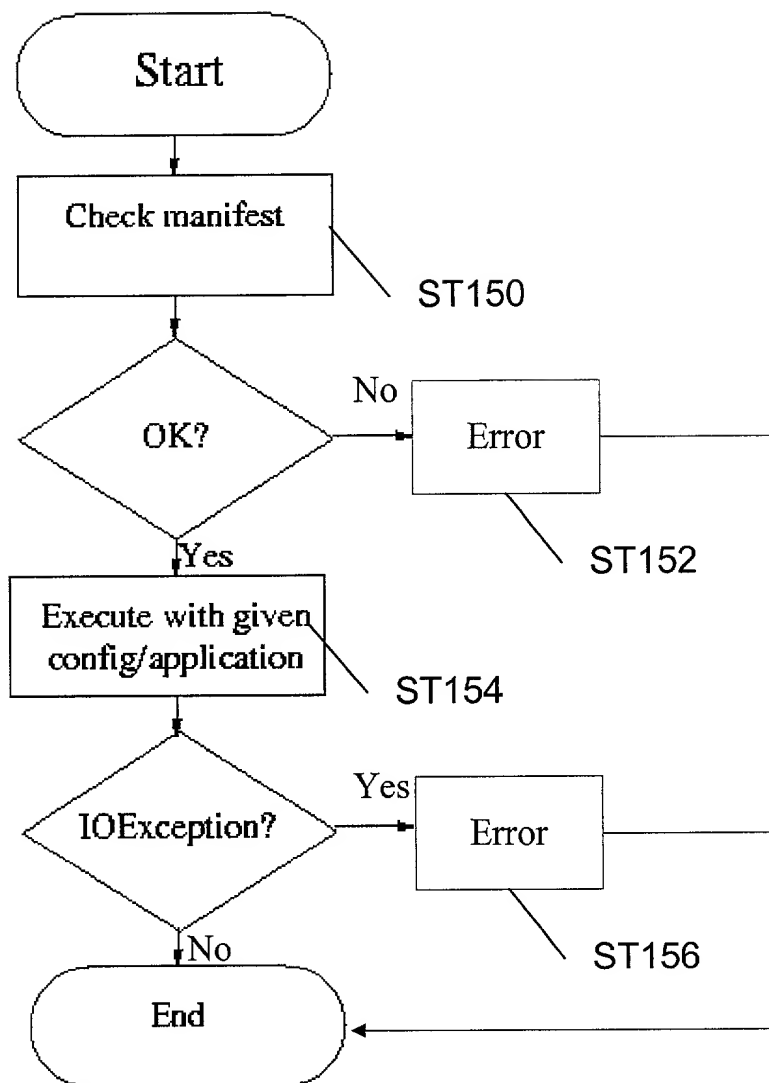 Start
Check manifest
ST150
No
OK?
Error
ST152
Yes
Execute with given
config/application
ST154
Yes
IOException?
Error
ST156
No
End